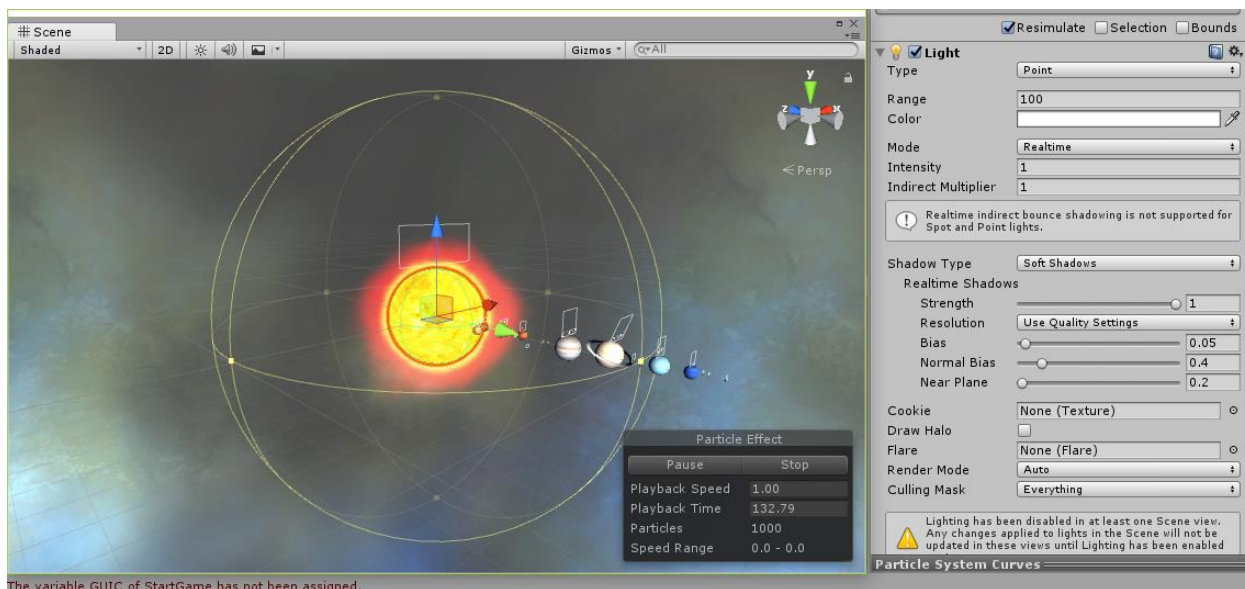 # Scene
Shaded
2D
Gizmos
All
y
z
x
Persp
Particle Effect
Pause
Stop
Playback Speed
1.00
Playback Time
132.79
Particles
1000
Speed Range
0.0 - 0.0
The variable GUIC of StartGame has not been assigned.
Resimulate Selection Bounds
Light
Type Point
Range 100
Color
Mode Realtime
Intensity 1
Indirect Multiplier 1
Realtime indirect bounce shadowing is not supported for
Spot and Point lights.
Shadow Type Soft Shadows
Realtime Shadows
Strength 1
Resolution Use Quality Settings
Bias 0.05
Normal Bias 0.4
Near Plane 0.2
Cookie None (Texture)
Draw Halo
Flare None (Flare)
Render Mode Auto
Culling Mask Everything
Lighting has been disabled in at least one Scene view.
Any changes applied to lights in the Scene will not be
updated in these views until Lighting has been enabled
Particle System Curves